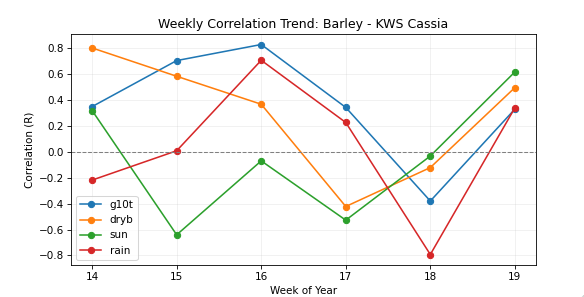 Weekly Correlation Trend: Barley - KWS Cassia
Correlation (R)
0.8
0.6
0.4
0.2
0.0
−0.2
−0.4
−0.6
−0.8
g10t
dryb
sun
rain
14 15 16 17 18 19
Week of Year